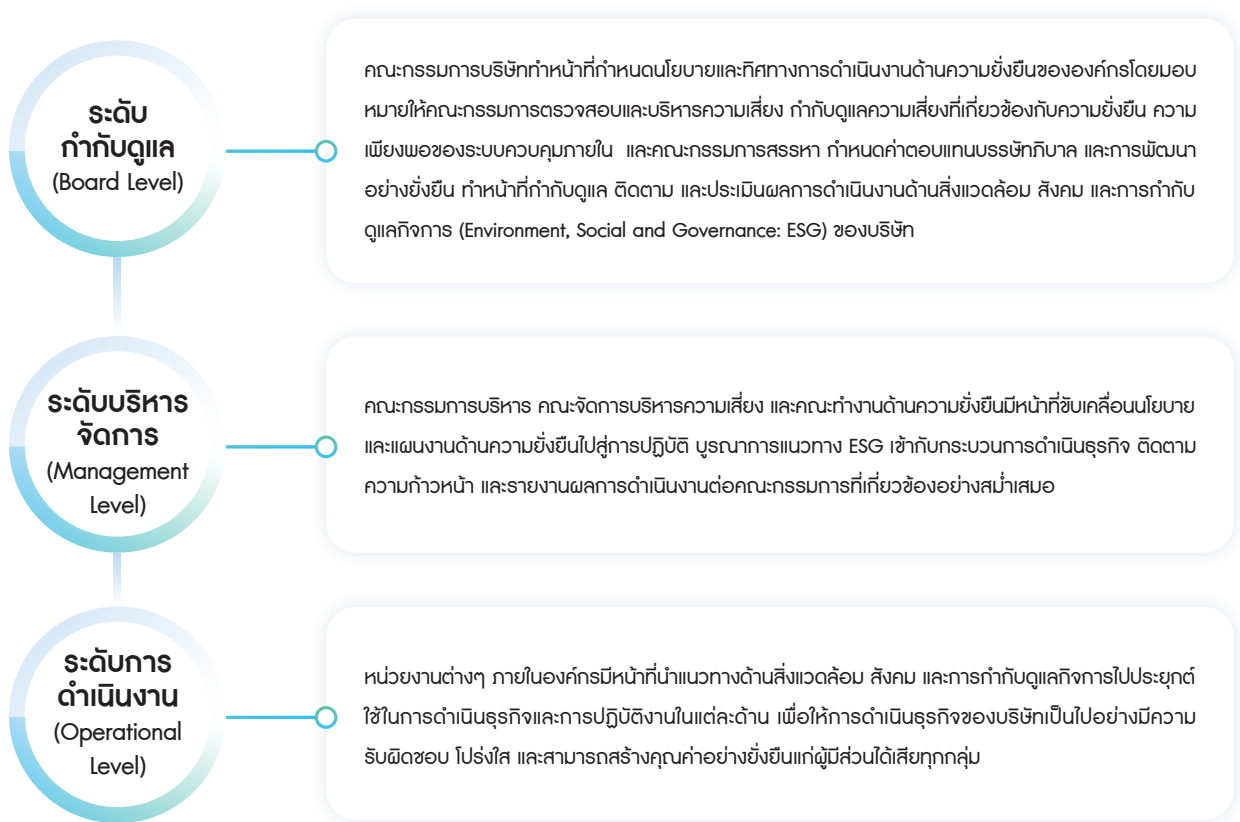 ระดับ
กำกับดูแล
(Board Level)
คณะกรรมการบริษัททำหน้าที่กำหนดนโยบายและทิศทางการดำเนินงานด้านความยั่งยืนขององค์กรโดยมอบ
หมายให้คณะกรรมการตรวจสอบและบริหารความเสี่ยง กำกับดูแลความเสี่ยงที่เกี่ยวข้องกับความยั่งยืน ความ
เพียงพอของระบบควบคุมภายใน และคณะกรรมการสรรหา กำหนดค่าตอบแทนบรรษัทภิบาล และการพัฒนา
อย่างยั่งยืน ทำหน้าที่กำกับดูแล ติดตาม และประเมินผลการดำเนินงานด้านสิ่งแวดล้อม สังคม และการกำกับ
ดูแลกิจการ (Environment, Social and Governance: ESG) ของบริษัท
ระดับบริหาร
จัดการ
(Management
Level)
คณะกรรมการบริหาร คณะจัดการบริหารความเสี่ยง และคณะทำงานด้านความยั่งยืนมีหน้าที่ขับเคลื่อนนโยบาย
และแผนงานด้านความยั่งยืนไปสู่การปฏิบัติ บูรณาการแนวทาง ESG เข้ากับกระบวนการดำเนินธุรกิจ ติดตาม
ความก้าวหน้า และรายงานผลการดำเนินงานต่อคณะกรรมการที่เกี่ยวข้องอย่างสม่ำเสมอ
ระดับการ
ดำเนินงาน
(Operational
Level)
หน่วยงานต่างๆ ภายในองค์กรมีหน้าที่นำแนวทางด้านสิ่งแวดล้อม สังคม และการกำกับดูแลกิจการไปประยุกต์
ใช้ในการดำเนินธุรกิจและการปฏิบัติงานในแต่ละด้าน เพื่อให้การดำเนินธุรกิจของบริษัทเป็นไปอย่างมีความ
รับผิดชอบ โปร่งใส และสามารถสร้างคุณค่าอย่างยั่งยืนแก่ผู้มีส่วนได้เสียทุกกลุ่ม